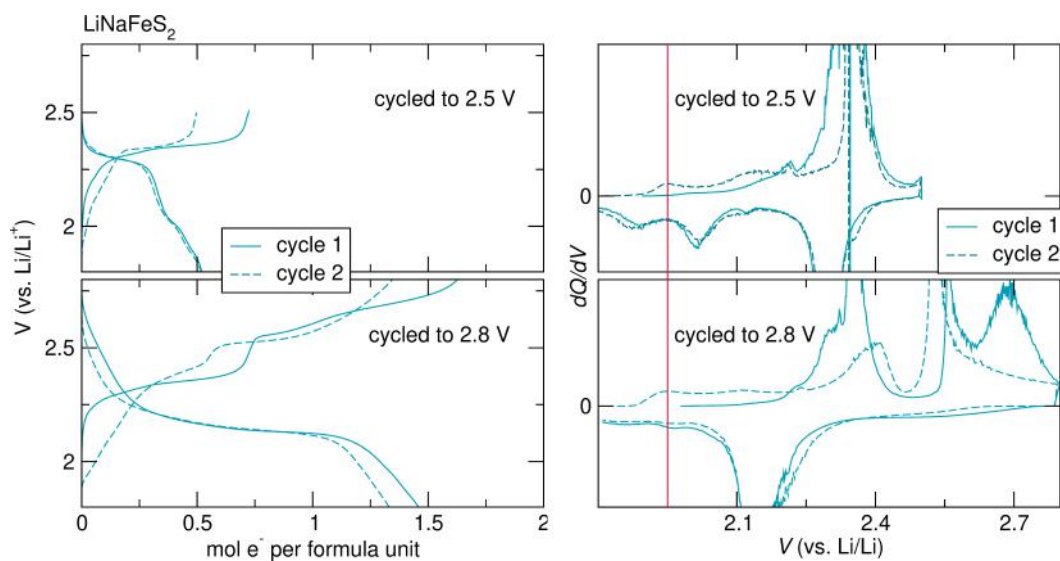 LiNaFeS₂
cycled to 2.5 V
2.5
2
cycle 1
cycle 2
V (vs. Li/Li⁺)
cycled to 2.8 V
2.5
2
0 0.5 1 1.5 2
mol e⁻ per formula unit
cycled to 2.5 V
0
cycle 1
cycle 2
dQ/dV
cycled to 2.8 V
0
2.1 2.4 2.7
V (vs. Li/Li)